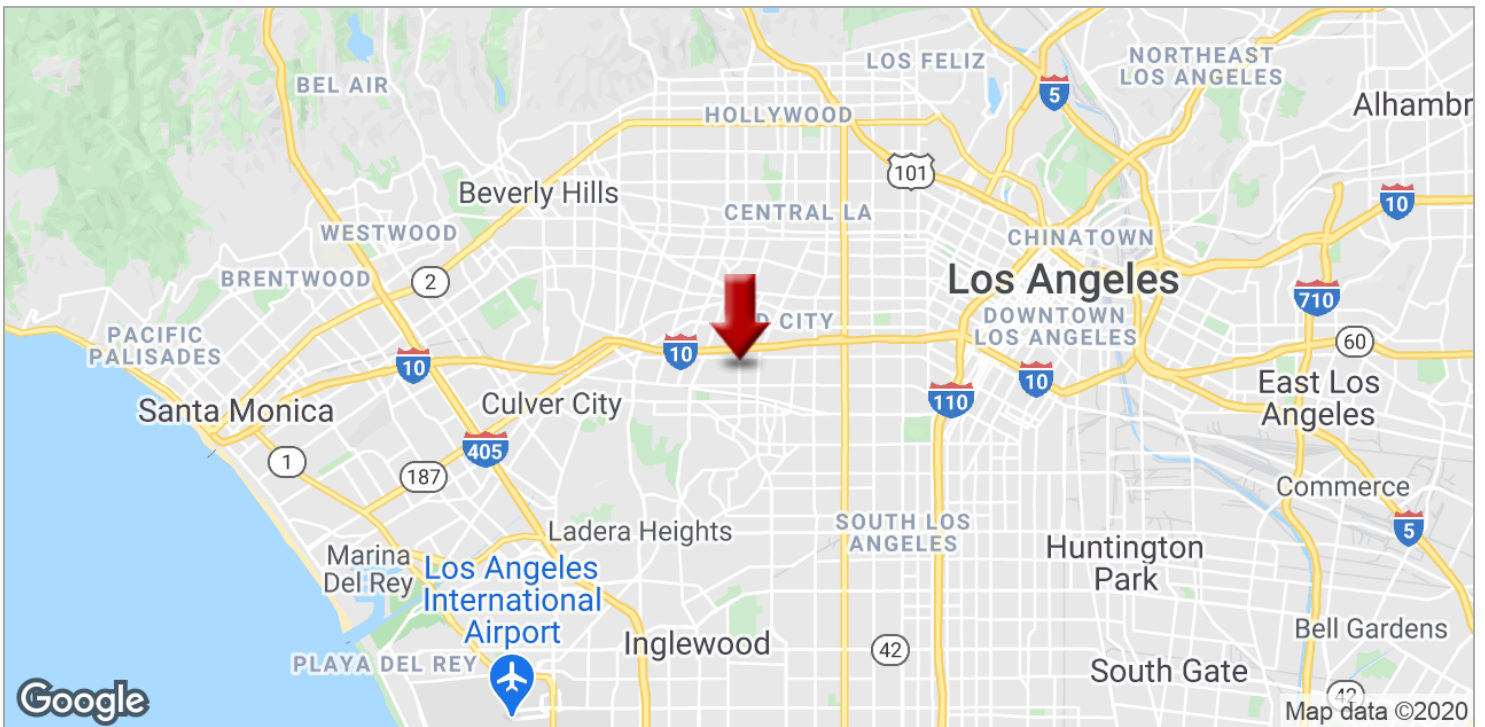 LOS FELIZ
NORTHEAST
LOS ANGELES
BEL AIR
5
Alhambr
HOLLYWOOD
101
Beverly Hills
10
CENTRAL LA
WESTWOOD
CHINATOWN
BRENTWOOD
2
Los Angeles
710
D CITY
DOWNTOWN
LOS ANGELES
PACIFIC
PALISADES
60
10
10
10
110
East Los
Angeles
Santa Monica
Culver City
405
1
187
Commerce
SOUTH LOS
ANGELES
5
Ladera Heights
Huntington
Park
Marina
Del Rey
Los Angeles
International
Airport
Bell Gardens
Inglewood
42
PLAYA DEL REY
South Gate
42
Google
Map data ©2020